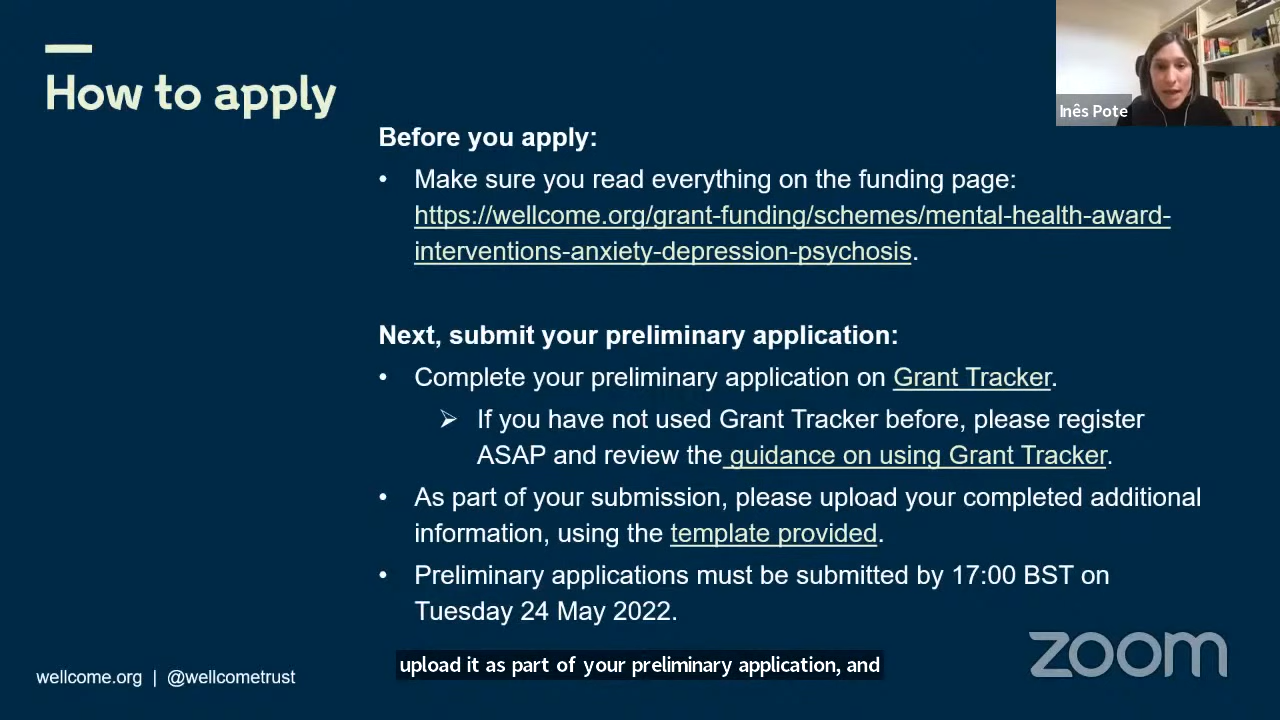 How to apply
Inês Pote
Before you apply:
• Make sure you read everything on the funding page:
https://wellcome.org/grant-funding/schemes/mental-health-award-
interventions-anxiety-depression-psychosis.
Next, submit your preliminary application:
• Complete your preliminary application on Grant Tracker.
➢ If you have not used Grant Tracker before, please register
ASAP and review the guidance on using Grant Tracker.
• As part of your submission, please upload your completed additional
information, using the template provided.
• Preliminary applications must be submitted by 17:00 BST on
Tuesday 24 May 2022.
upload it as part of your preliminary application, and
wellcome.org | @wellcometrust
zoom